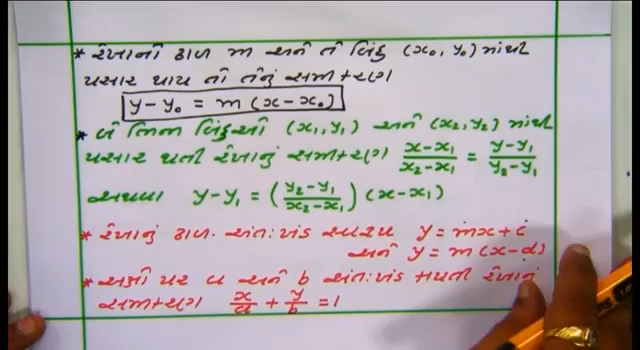 * રેખાનો ઢાળ m અને તે બિંદુ (x₀, y₀) માંથી
પસાર થાય તો તેનું સમીકરણ
y - y₀ = m (x - x₀)
* બે ભિન્ન બિંદુઓ (x₁, y₁) અને (x₂, y₂) માંથી
પસાર થતી રેખાનું સમીકરણ (x - x₁)/(x₂ - x₁) = (y - y₁)/(y₂ - y₁)
અથવા y - y₁ = ((y₂ - y₁)/(x₂ - x₁)) (x - x₁)
* રેખાનું ઢાળ - અંત:ખંડ સ્વરૂપ y = mx + c
અને y = m (x - d)
* અક્ષો પર a અને b અંત:ખંડ બનાવતી રેખાનું
સમીકરણ x/a + y/b = 1